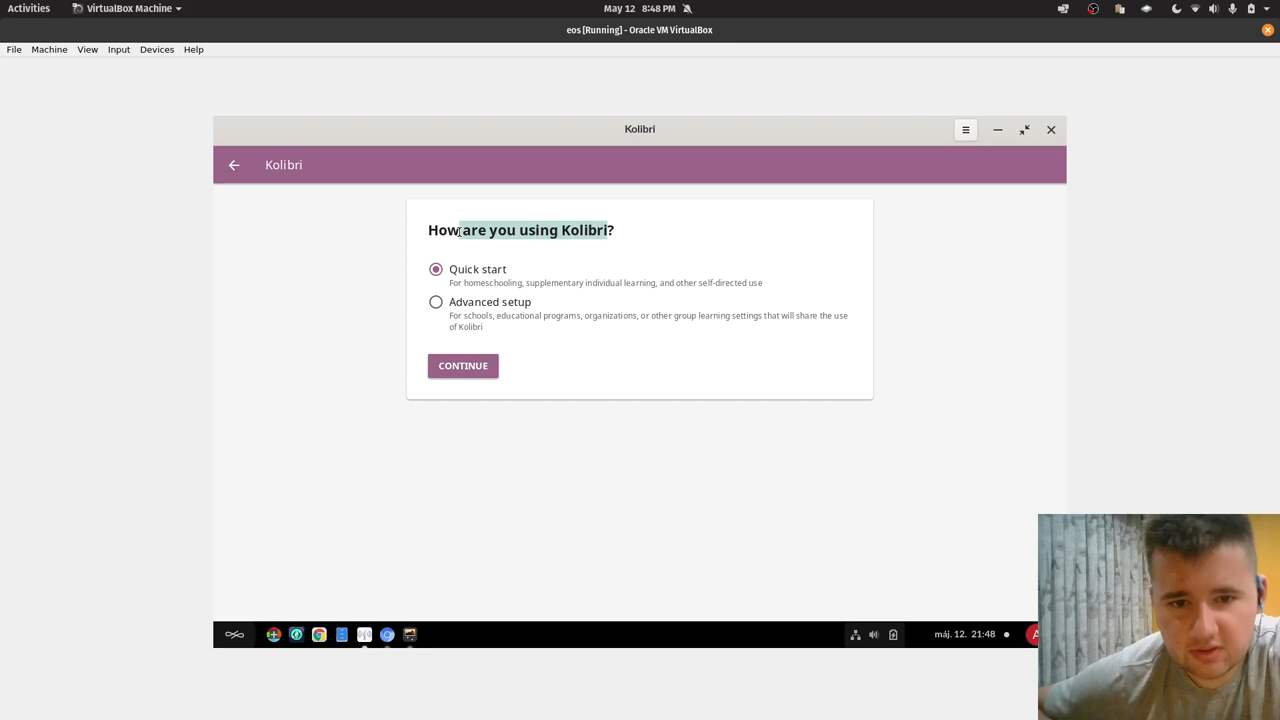 Activities VirtualBox Machine May 12 8:48 PM
eos [Running] - Oracle VM VirtualBox
File Machine View Input Devices Help
Kolibri
Kolibri
How are you using Kolibri?
Quick start
For homeschooling, supplementary individual learning, and other self-directed use
Advanced setup
For schools, educational programs, organizations, or other group learning settings that will share the use
of Kolibri
CONTINUE
máj. 12. 21:48